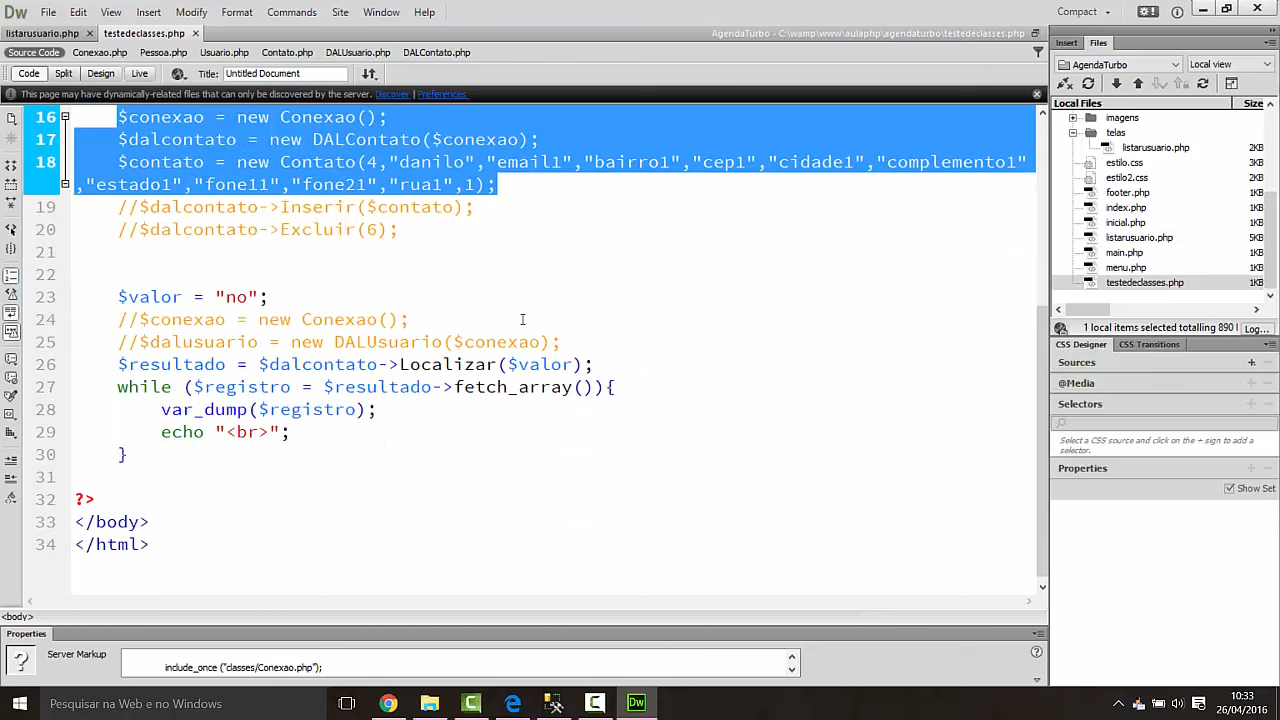 Dw File Edit View Insert Modify Format Commands Site Window Help Compact
listarusuario.php testedeclasses.php AgendaTurbo - C:\wamp\www\aulaphp\agendaturbo\testedeclasses.php
Source Code Conexao.php Pessoa.php Usuario.php Contato.php DALUsuario.php DALContato.php
Code Split Design Live Title: Untitled Document
This page may have dynamically-related files that can only be discovered by the server. Discover Preferences
16 $conexao = new Conexao();
17 $dalcontato = new DALContato($conexao);
18 $contato = new Contato(4,"danilo","email1","bairro1","cep1","cidade1","complemento1"
,"estado1","fone11","fone21","rua1",1);
19 //$dalcontato->Inserir($contato);
20 //$dalcontato->Excluir(6);
21
22
23 $valor = "no";
24 //$conexao = new Conexao();
25 //$dalusuario = new DALUsuario($conexao);
26 $resultado = $dalcontato->Localizar($valor);
27 while ($registro = $resultado->fetch_array()){
28 var_dump($registro);
29 echo "<br>";
30 }
31
32 ?>
33 </body>
34 </html>
<body>
Properties
Server Markup include_once ("classes/Conexao.php");
Insert Files
AgendaTurbo Local view
Local Files Size
imagens
telas
listarusuario.php 2KB
estilo.css 2KB
estilo2.css 1KB
footer.php 1KB
index.php 1KB
inicial.php 1KB
listarusuario.php 5KB
main.php 1KB
menu.php 1KB
testedeclasses.php 1KB
1 local items selected totalling 890 Log...
CSS Designer CSS Transitions
Sources
@Media
Selectors
Select a CSS source and click on the + sign to add a
selector.
Properties
Show Set
Pesquisar na Web e no Windows
10:33
26/04/2016